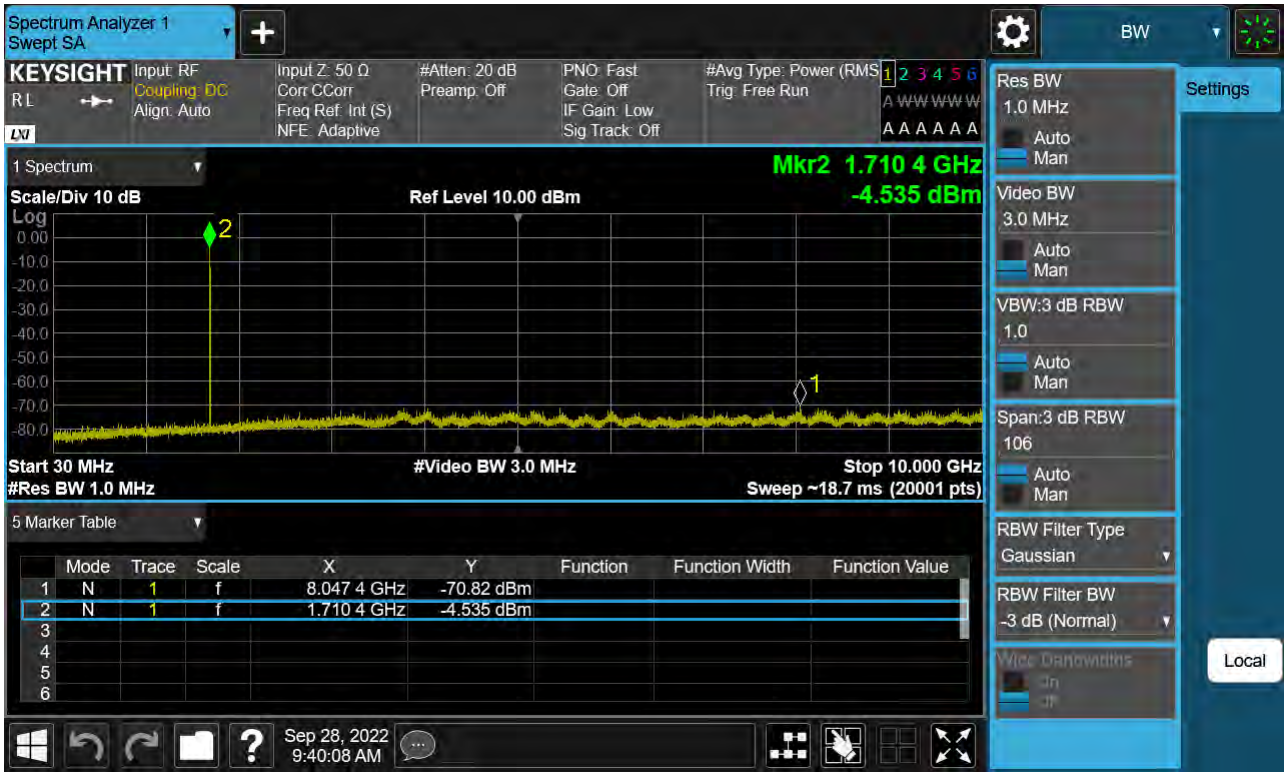 Spectrum Analyzer 1
Swept SA
+
BW
KEYSIGHT
RL
LXI
Input: RF
Coupling: DC
Align: Auto
Input Z: 50 Ω
Corr CCorr
Freq Ref: Int (S)
NFE: Adaptive
#Atten: 20 dB
Preamp: Off
PNO: Fast
Gate: Off
IF Gain: Low
Sig Track: Off
#Avg Type: Power (RMS
Trig: Free Run
1 2 3 4 5 6
A W W W W W
A A A A A A
1 Spectrum
Mkr2 1.710 4 GHz
Scale/Div 10 dB
Ref Level 10.00 dBm
-4.535 dBm
Log
0.00
-10.0
-20.0
-30.0
-40.0
-50.0
-60.0
-70.0
-80.0
2
1
Start 30 MHz
#Video BW 3.0 MHz
Stop 10.000 GHz
#Res BW 1.0 MHz
Sweep ~18.7 ms (20001 pts)
5 Marker Table
Mode Trace Scale X Y Function Function Width Function Value
1 N 1 f 8.047 4 GHz -70.82 dBm
2 N 1 f 1.710 4 GHz -4.535 dBm
3
4
5
6
Res BW
1.0 MHz
Auto
Man
Video BW
3.0 MHz
Auto
Man
VBW:3 dB RBW
1.0
Auto
Man
Span:3 dB RBW
106
Auto
Man
RBW Filter Type
Gaussian
RBW Filter BW
-3 dB (Normal)
Settings
Local
?
Sep 28, 2022
9:40:08 AM